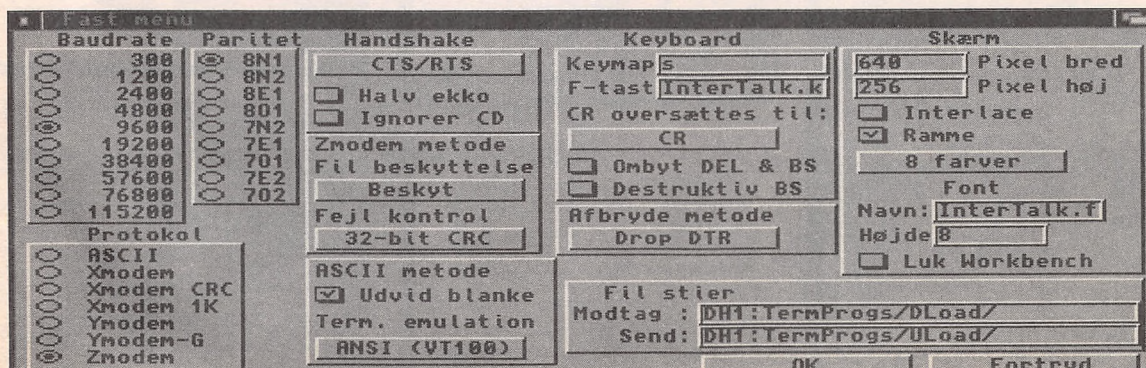 Fast menu
Baudrate
300
1200
2400
4800
9600
19200
38400
57600
76800
115200
Paritet
8N1
8N2
8E1
8O1
7N2
7E1
7O1
7E2
7O2
Protokol
ASCII
Xmodem
Xmodem CRC
Xmodem 1K
Ymodem
Ymodem-G
Zmodem
Handshake
CTS/RTS
Halv ekko
Ignorer CD
Zmodem metode
Fil beskyttelse
Beskyt
Fejl kontrol
32-bit CRC
ASCII metode
Udvid blanke
Term. emulation
ANSI (VT100)
Keyboard
Keymap s
F-tast InterTalk.k
CR oversættes til:
CR
Ombyt DEL & BS
Destruktiv BS
Afbryde metode
Drop DTR
Skærm
640 Pixel bred
256 Pixel høj
Interlace
Ramme
8 farver
Font
Navn: InterTalk.f
Højde 8
Luk Workbench
Fil stier
Modtag : DH1:TermProgs/DLoad/
Send: DH1:TermProgs/ULoad/
OK
Fortryd